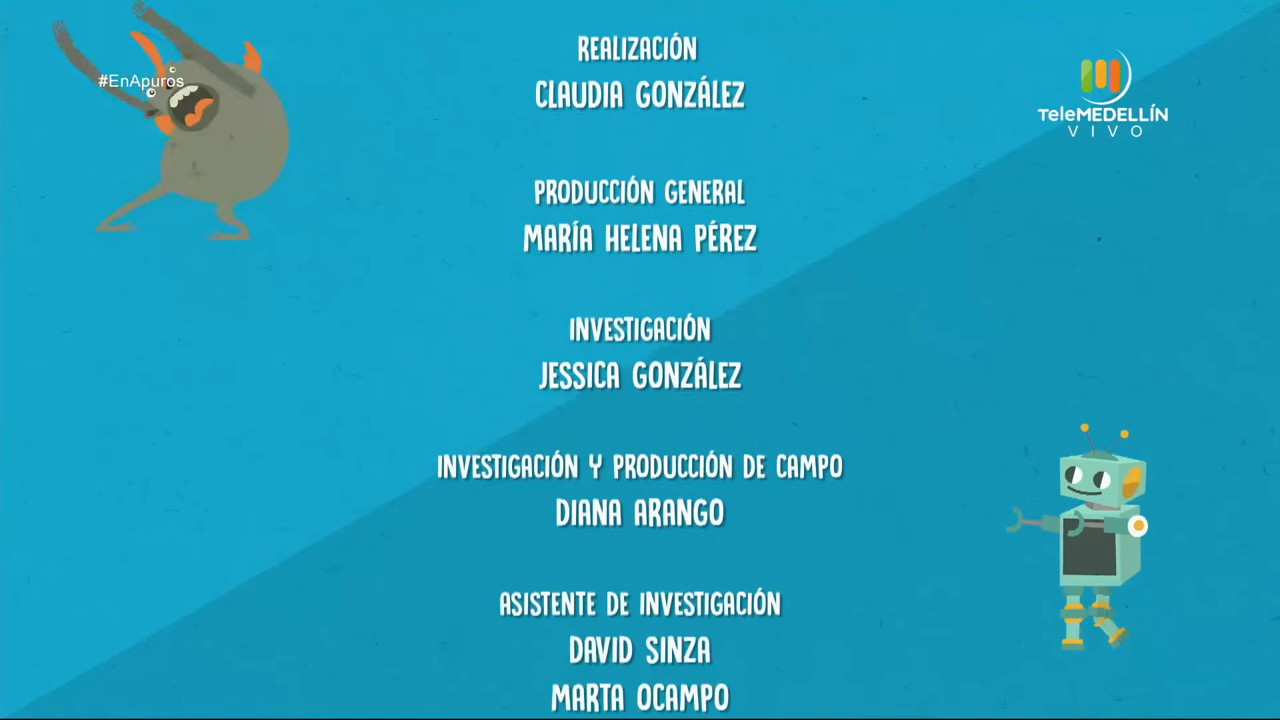 REALIZACIÓN
CLAUDIA GONZÁLEZ
#EnApuros
TeleMEDELLÍN
VIVO
PRODUCCIÓN GENERAL
MARÍA HELENA PÉREZ
INVESTIGACIÓN
JESSICA GONZÁLEZ
INVESTIGACIÓN Y PRODUCCIÓN DE CAMPO
DIANA ARANGO
ASISTENTE DE INVESTIGACIÓN
DAVID SINZA
MARTA OCAMPO